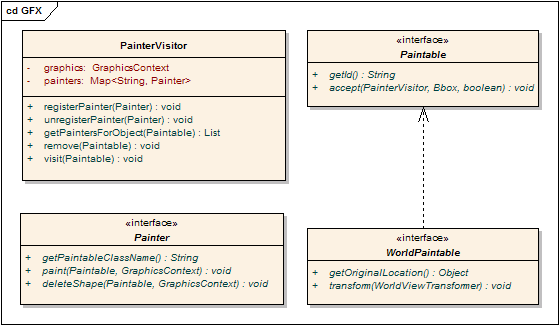 cd GFX
PainterVisitor
- graphics: GraphicsContext
- painters: Map<String, Painter>
+ registerPainter(Painter) : void
+ unregisterPainter(Painter) : void
+ getPaintersForObject(Paintable) : List
+ remove(Paintable) : void
+ visit(Paintable) : void
«interface»
Paintable
+ getId() : String
+ accept(PainterVisitor, Bbox, boolean) : void
«interface»
Painter
+ getPaintableClassName() : String
+ paint(Paintable, GraphicsContext) : void
+ deleteShape(Paintable, GraphicsContext) : void
«interface»
WorldPaintable
+ getOriginalLocation() : Object
+ transform(WorldViewTransformer) : void